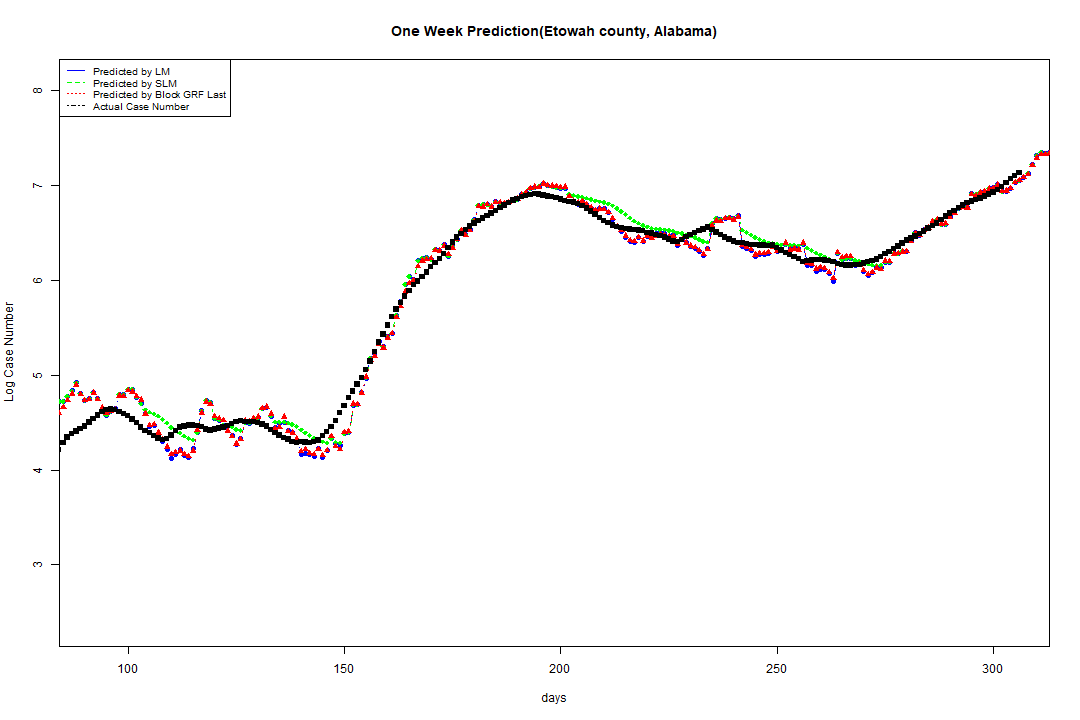 One Week Prediction(Etowah county, Alabama)
Predicted by LM
Predicted by SLM
Predicted by Block GRF Last
Actual Case Number
8
7
6
5
4
3
Log Case Number
100 150 200 250 300
days